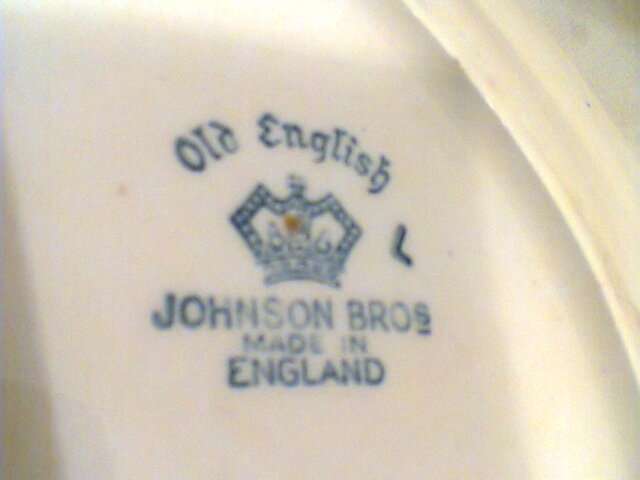 Old English
L
JOHNSON BROS
MADE IN
ENGLAND